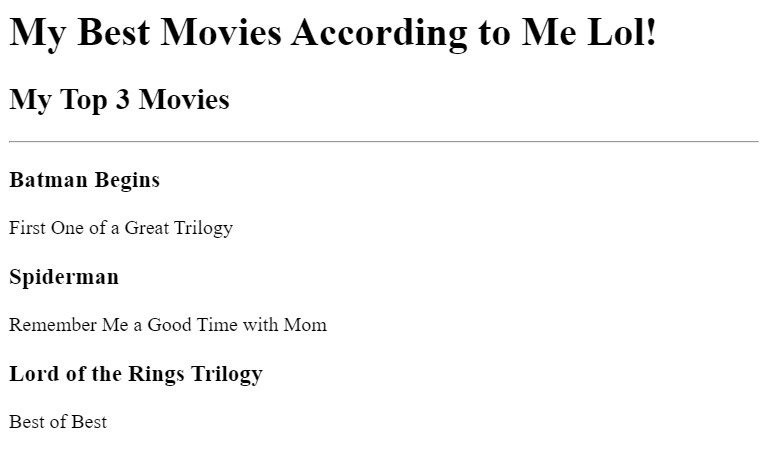 My Best Movies According to Me Lol!
My Top 3 Movies
Batman Begins
First One of a Great Trilogy
Spiderman
Remember Me a Good Time with Mom
Lord of the Rings Trilogy
Best of Best